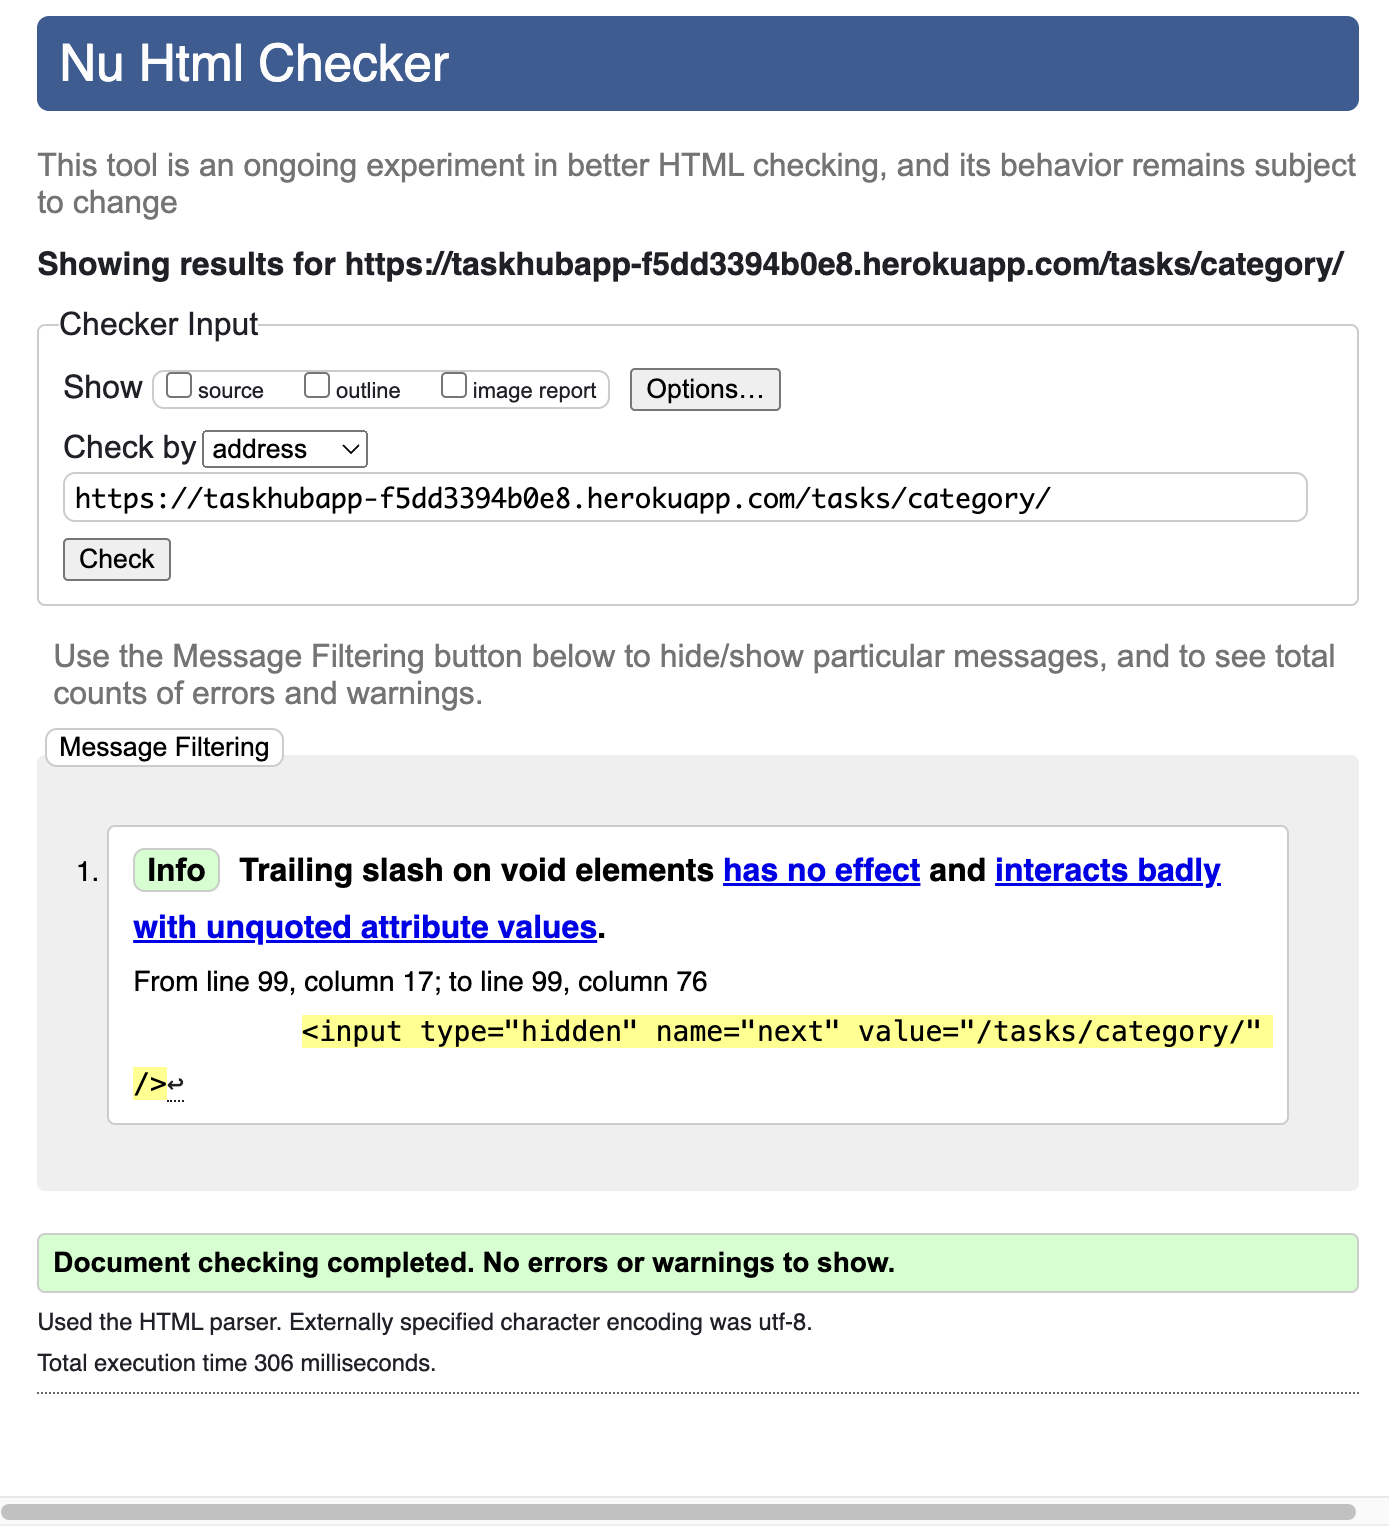 Nu Html Checker
This tool is an ongoing experiment in better HTML checking, and its behavior remains subject
to change
Showing results for https://taskhubapp-f5dd3394b0e8.herokuapp.com/tasks/category/
Checker Input
Show source outline image report Options...
Check by address
https://taskhubapp-f5dd3394b0e8.herokuapp.com/tasks/category/
Check
Use the Message Filtering button below to hide/show particular messages, and to see total
counts of errors and warnings.
Message Filtering
1. Info Trailing slash on void elements has no effect and interacts badly
with unquoted attribute values.
From line 99, column 17; to line 99, column 76
<input type="hidden" name="next" value="/tasks/category/"
/>↩
Document checking completed. No errors or warnings to show.
Used the HTML parser. Externally specified character encoding was utf-8.
Total execution time 306 milliseconds.